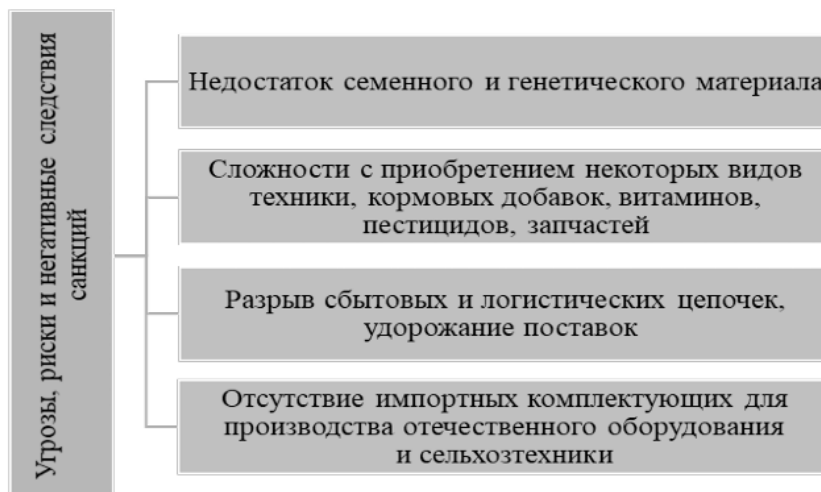 Угрозы, риски и негативные следствия
санкций
Недостаток семенного и генетического материала
Сложности с приобретением некоторых видов
техники, кормовых добавок, витаминов,
пестицидов, запчастей
Разрыв сбытовых и логистических цепочек,
удорожание поставок
Отсутствие импортных комплектующих для
производства отечественного оборудования
и сельхозтехники